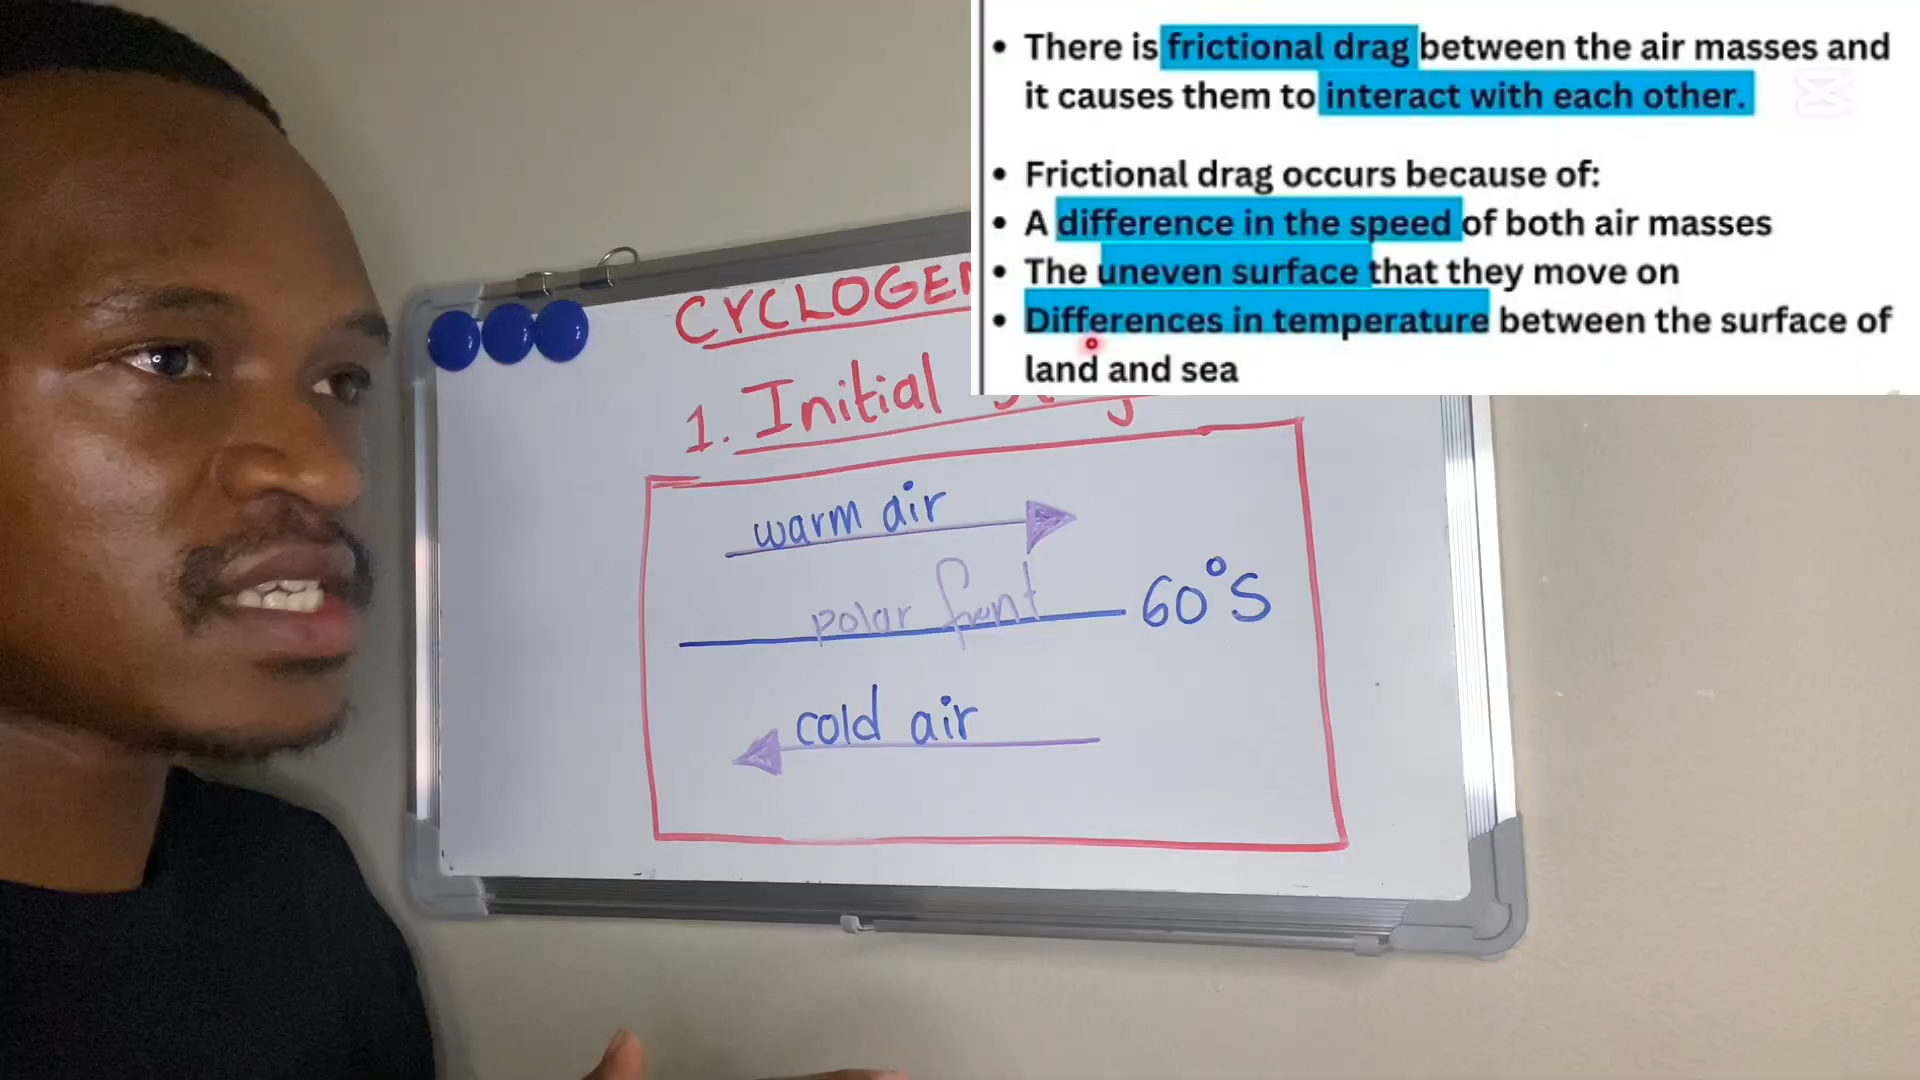 • There is frictional drag between the air masses and
it causes them to interact with each other.
• Frictional drag occurs because of:
• A difference in the speed of both air masses
• The uneven surface that they move on
• Differences in temperature between the surface of
land and sea
CYCLOGEN
1. Initial
warm air
polar front
60°S
cold air